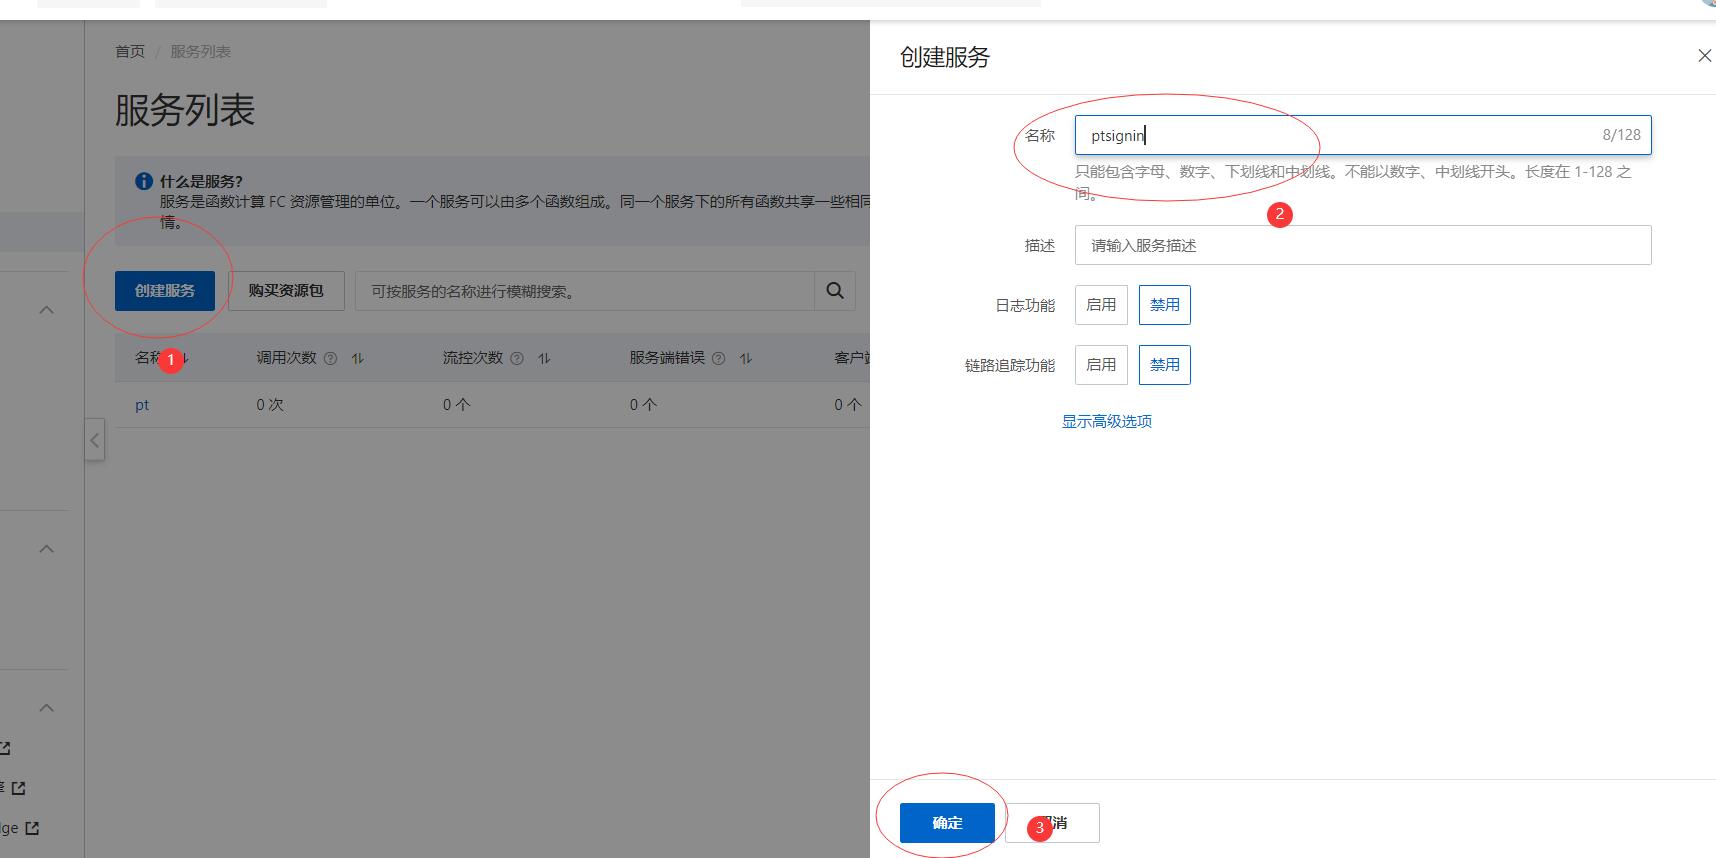 首页 / 服务列表
服务列表
什么是服务?
服务是函数计算 FC 资源管理的单位。一个服务可以由多个函数组成。同一个服务下的所有函数共享一些相同
情。
创建服务
购买资源包
可按服务的名称进行模糊搜索。
1
调用次数
流控次数
服务端错误
pt
0 次
0 个
0 个
0 个
dge
创建服务
名称
ptsignin
8/128
只能包含字母、数字、下划线和中划线。不能以数字、中划线开头。长度在 1-128 之
间。
2
描述
请输入服务描述
日志功能
启用
禁用
链路追踪功能
启用
禁用
显示高级选项
确定
3